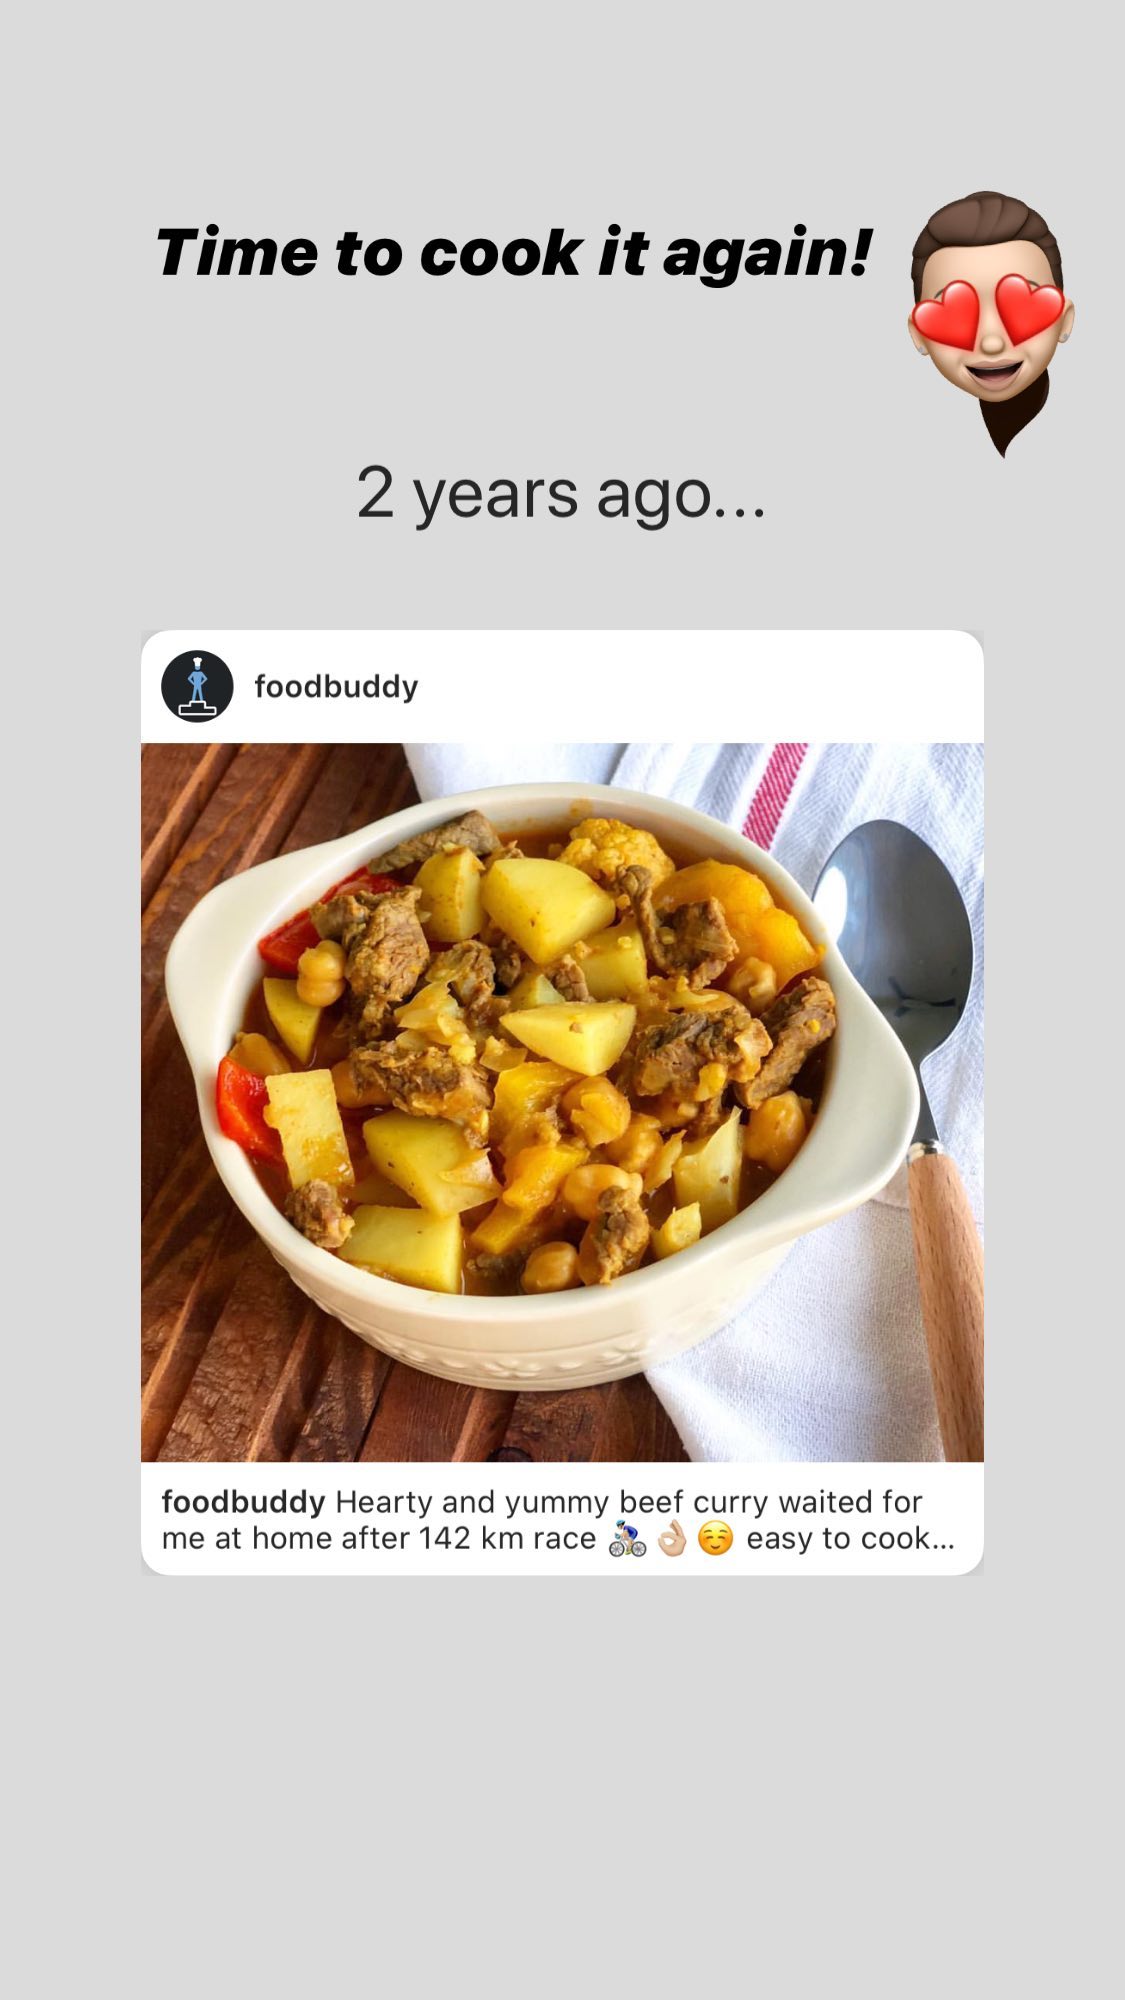 Time to cook it again!
2 years ago...
foodbuddy
foodbuddy Hearty and yummy beef curry waited for
me at home after 142 km race 🚴🏻👌🏼☺️ easy to cook...